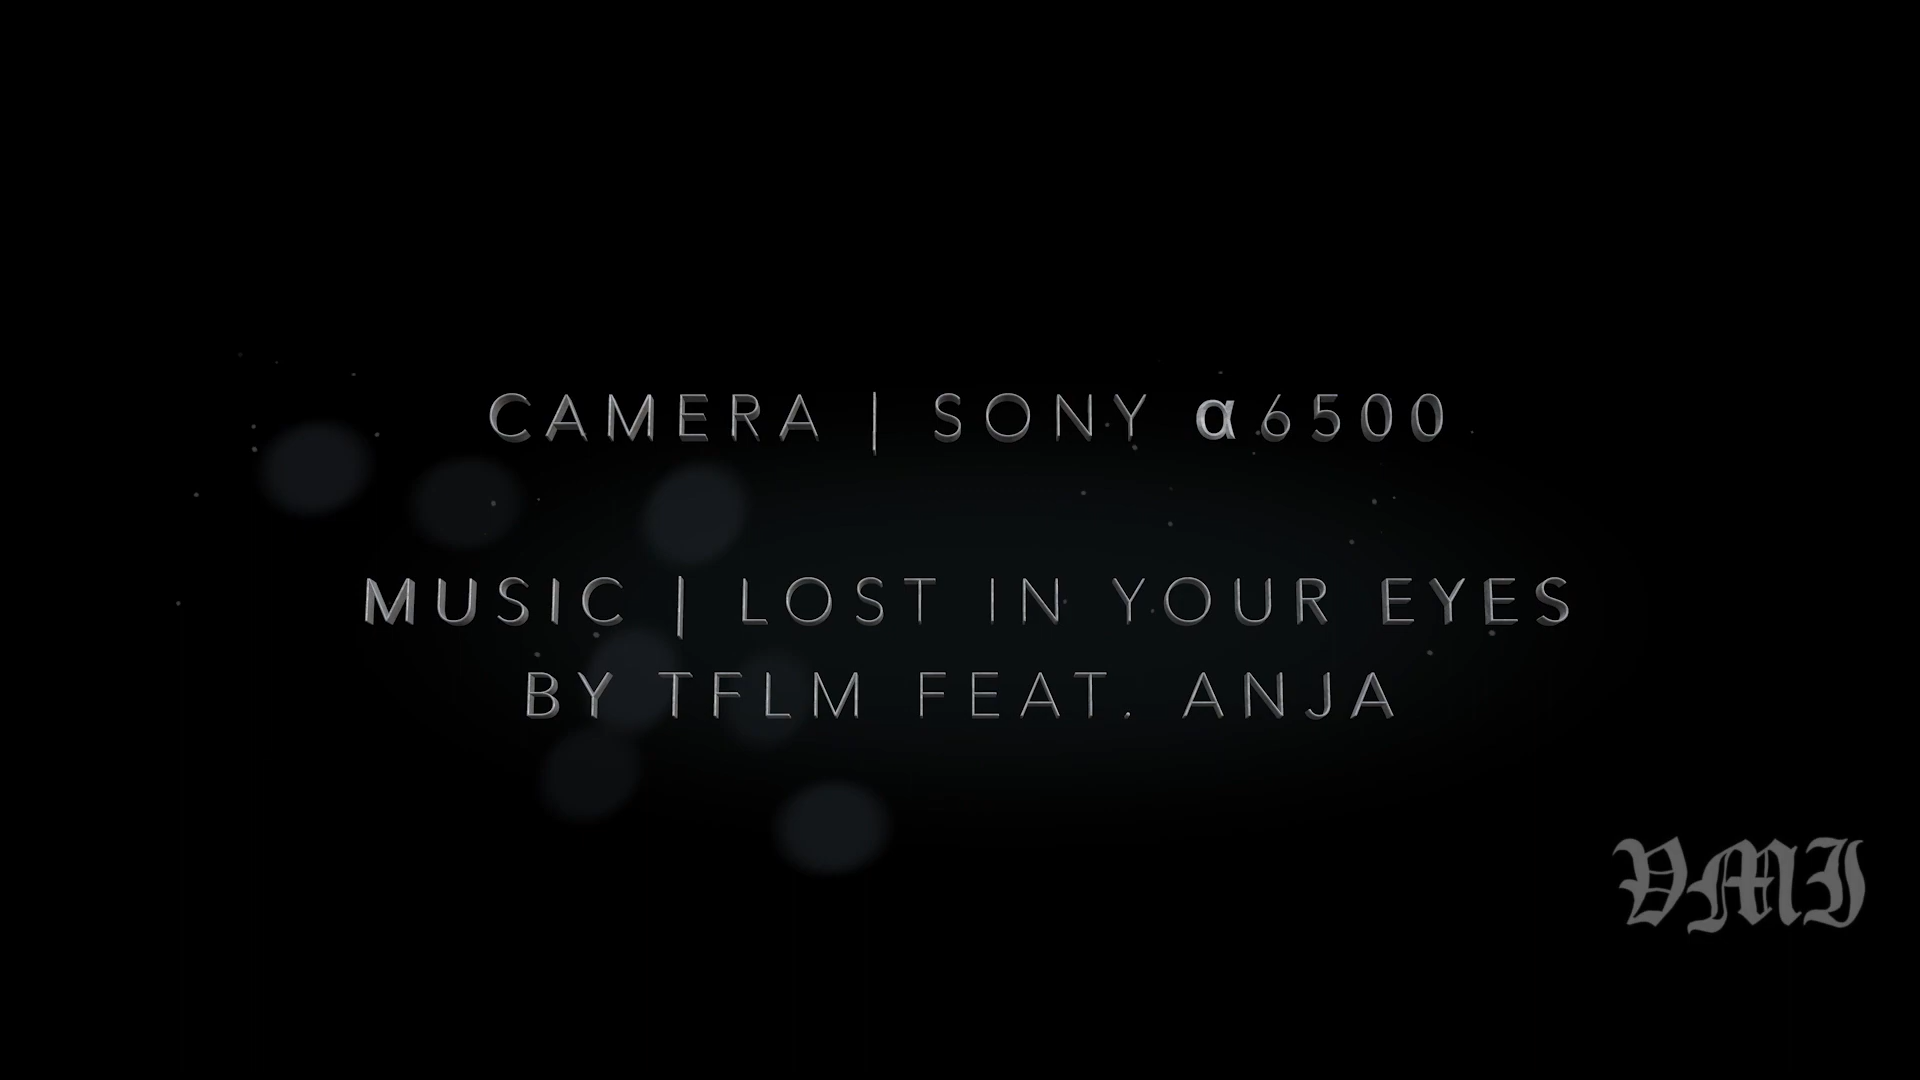 CAMERA | SONY α6500
MUSIC | LOST IN YOUR EYES
BY TFLM FEAT. ANJA
VMI